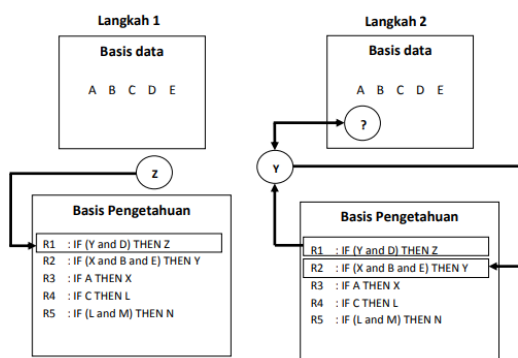 Langkah 1
Basis data
A B C D E
Z
Basis Pengetahuan
R1 : IF (Y and D) THEN Z
R2 : IF (X and B and E) THEN Y
R3 : IF A THEN X
R4 : IF C THEN L
R5 : IF (L and M) THEN N
Langkah 2
Basis data
A B C D E
?
Y
Basis Pengetahuan
R1 : IF (Y and D) THEN Z
R2 : IF (X and B and E) THEN Y
R3 : IF A THEN X
R4 : IF C THEN L
R5 : IF (L and M) THEN N